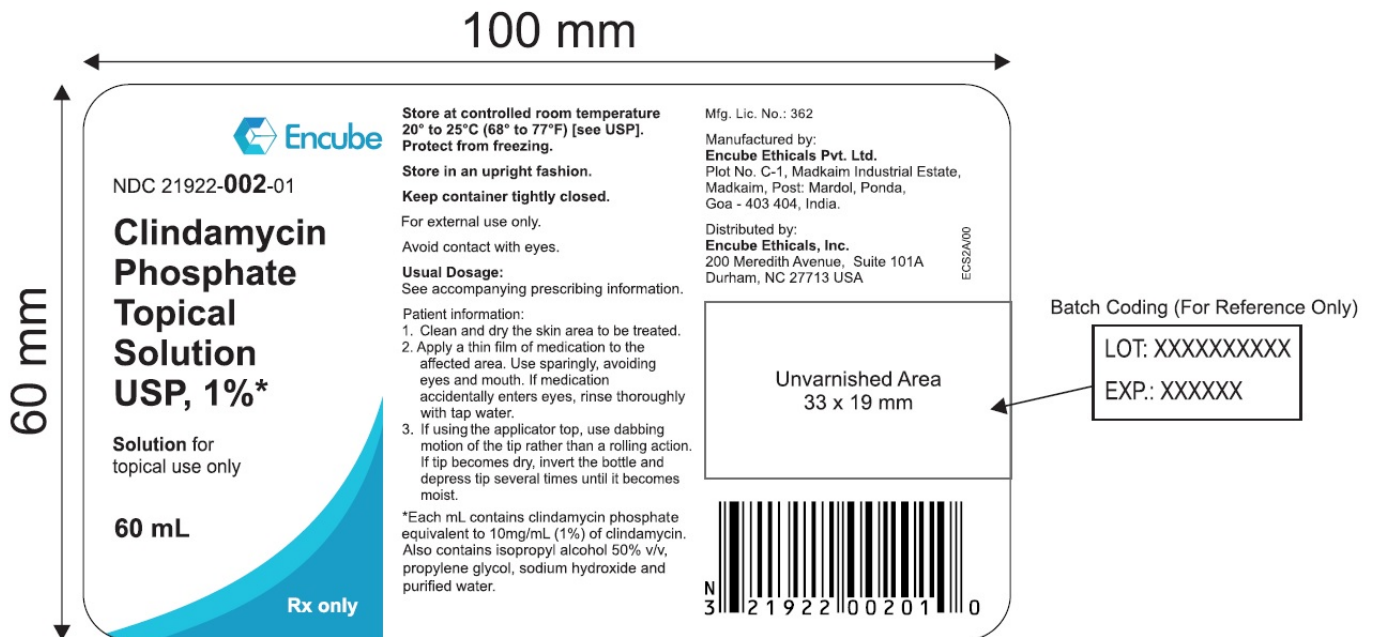 100 mm
60 mm
Encube
NDC 21922-002-01
Clindamycin
Phosphate
Topical
Solution
USP, 1%*
Solution for
topical use only
60 mL
Rx only
Store at controlled room temperature
20° to 25°C (68° to 77°F) [see USP].
Protect from freezing.
Store in an upright fashion.
Keep container tightly closed.
For external use only.
Avoid contact with eyes.
Usual Dosage:
See accompanying prescribing information.
Patient information:
1. Clean and dry the skin area to be treated.
2. Apply a thin film of medication to the
affected area. Use sparingly, avoiding
eyes and mouth. If medication
accidentally enters eyes, rinse thoroughly
with tap water.
3. If using the applicator top, use dabbing
motion of the tip rather than a rolling action.
If tip becomes dry, invert the bottle and
depress tip several times until it becomes
moist.
*Each mL contains clindamycin phosphate
equivalent to 10mg/mL (1%) of clindamycin.
Also contains isopropyl alcohol 50% v/v,
propylene glycol, sodium hydroxide and
purified water.
Mfg. Lic. No.: 362
Manufactured by:
Encube Ethicals Pvt. Ltd.
Plot No. C-1, Madkaim Industrial Estate,
Madkaim, Post: Mardol, Ponda,
Goa - 403 404, India.
Distributed by:
Encube Ethicals, Inc.
200 Meredith Avenue, Suite 101A
Durham, NC 27713 USA
ECS2A/00
Unvarnished Area
33 x 19 mm
N
3 21922 00201 0
Batch Coding (For Reference Only)
LOT: XXXXXXXXXX
EXP.: XXXXXX